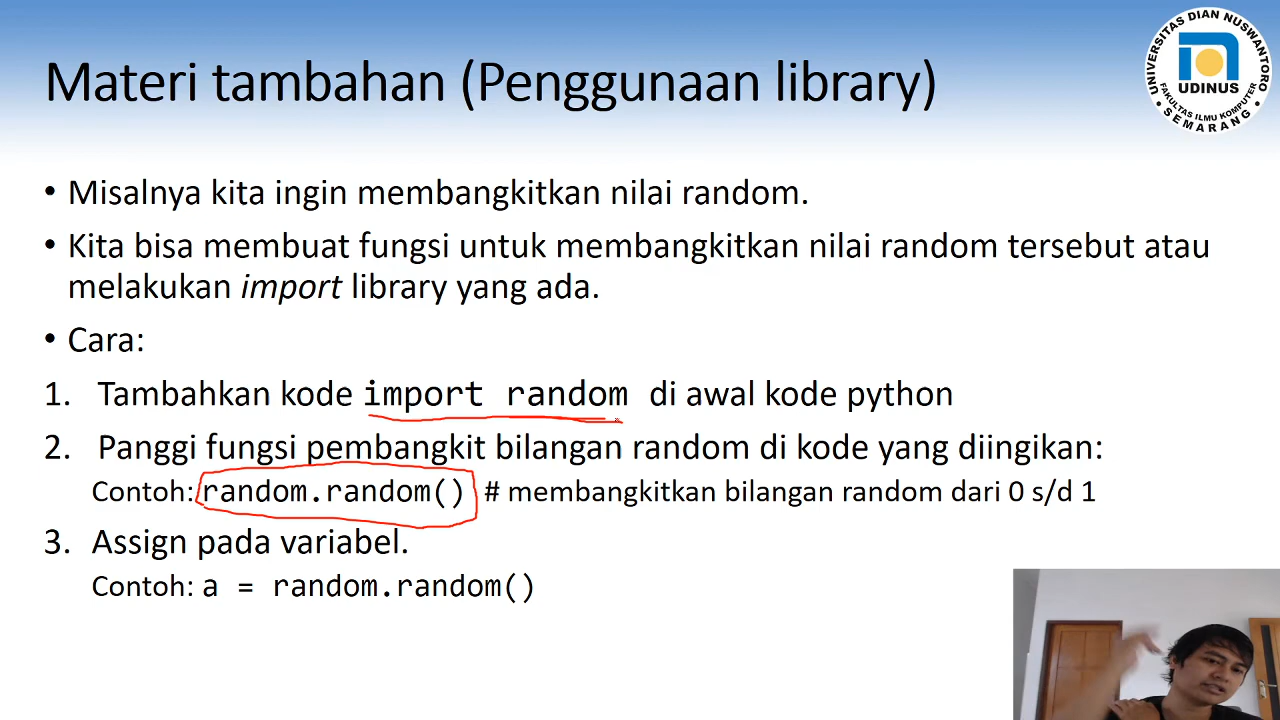 Materi tambahan (Penggunaan library)
UNIVERSITAS DIAN NUSWANTORO
UDINUS
FAKULTAS ILMU KOMPUTER
SEMARANG
• Misalnya kita ingin membangkitkan nilai random.
• Kita bisa membuat fungsi untuk membangkitkan nilai random tersebut atau
melakukan import library yang ada.
• Cara:
1. Tambahkan kode import random di awal kode python
2. Panggi fungsi pembangkit bilangan random di kode yang diingikan:
Contoh: random.random() # membangkitkan bilangan random dari 0 s/d 1
3. Assign pada variabel.
Contoh: a = random.random()